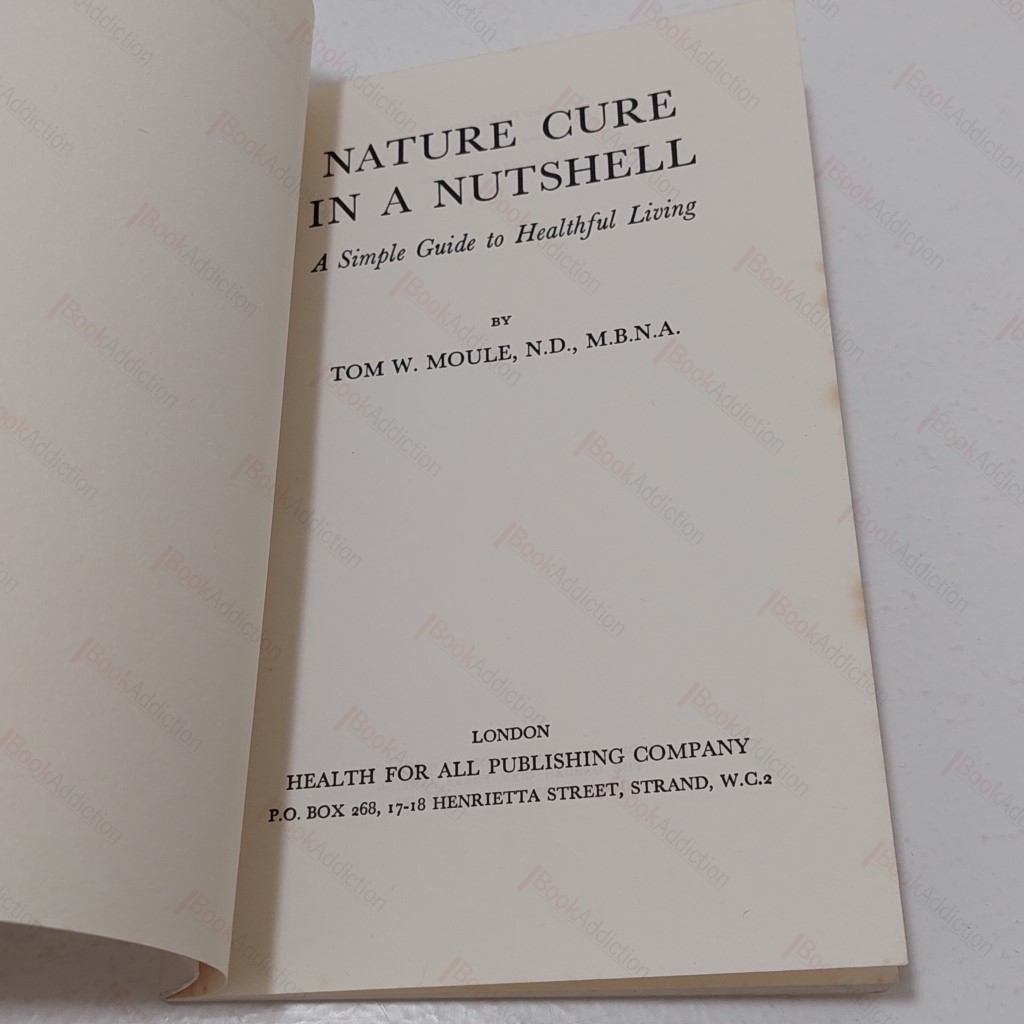 NATURE CURE
IN A NUTSHELL
A Simple Guide to Healthful Living
BY
TOM W. MOULE, N.D., M.B.N.A.
LONDON
HEALTH FOR ALL PUBLISHING COMPANY
P.O. BOX 268, 17-18 HENRIETTA STREET, STRAND, W.C.2
BookAddiction